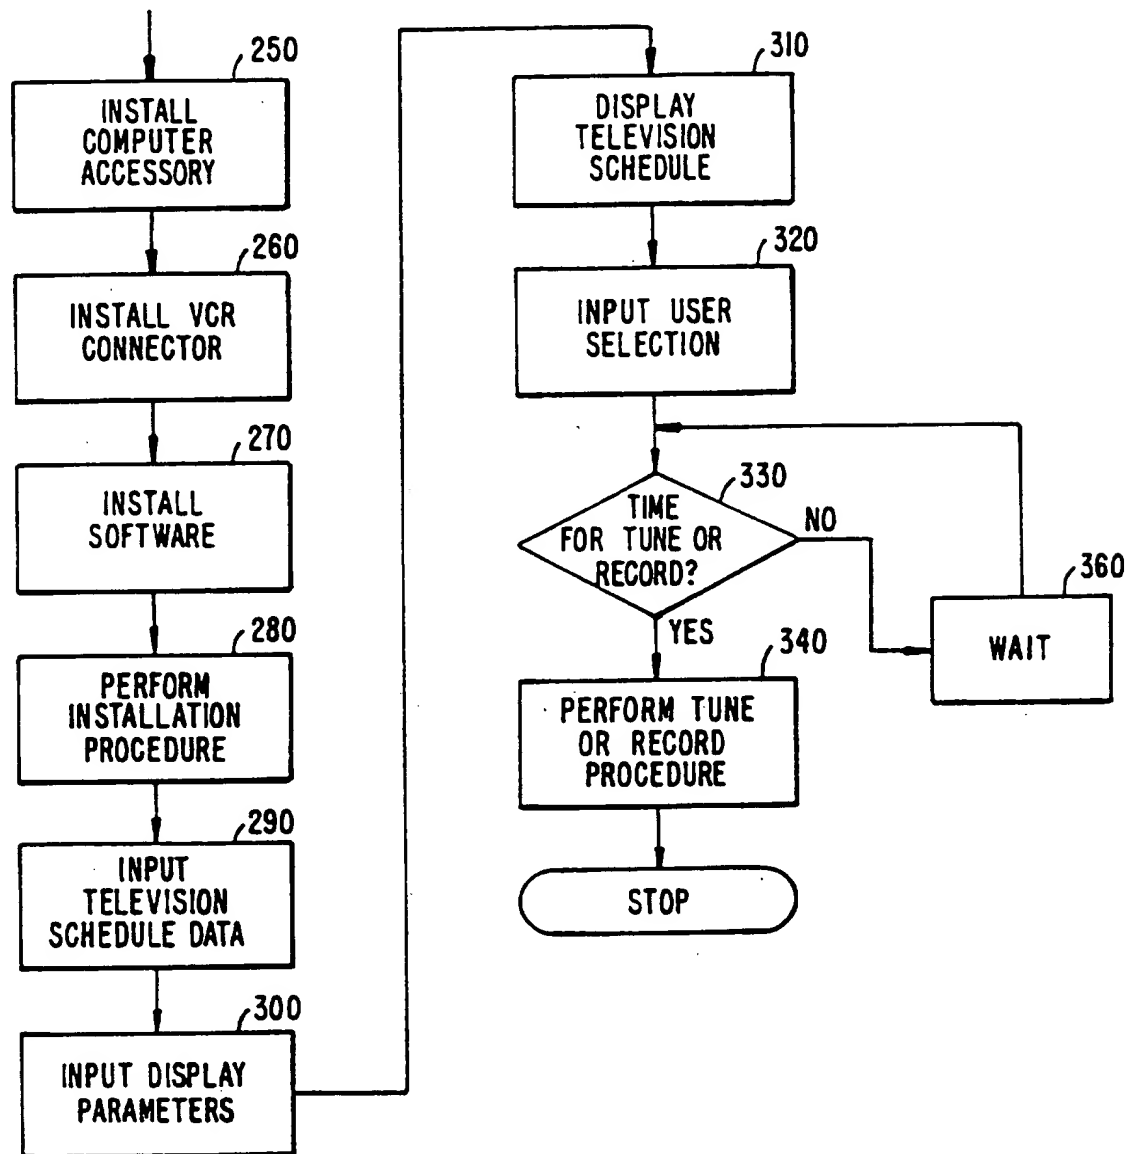 250
INSTALL
COMPUTER
ACCESSORY
260
INSTALL VCR
CONNECTOR
270
INSTALL
SOFTWARE
280
PERFORM
INSTALLATION
PROCEDURE
290
INPUT
TELEVISION
SCHEDULE DATA
300
INPUT DISPLAY
PARAMETERS
310
DISPLAY
TELEVISION
SCHEDULE
320
INPUT USER
SELECTION
330
TIME
FOR TUNE OR
RECORD?
NO
YES
360
WAIT
340
PERFORM TUNE
OR RECORD
PROCEDURE
STOP